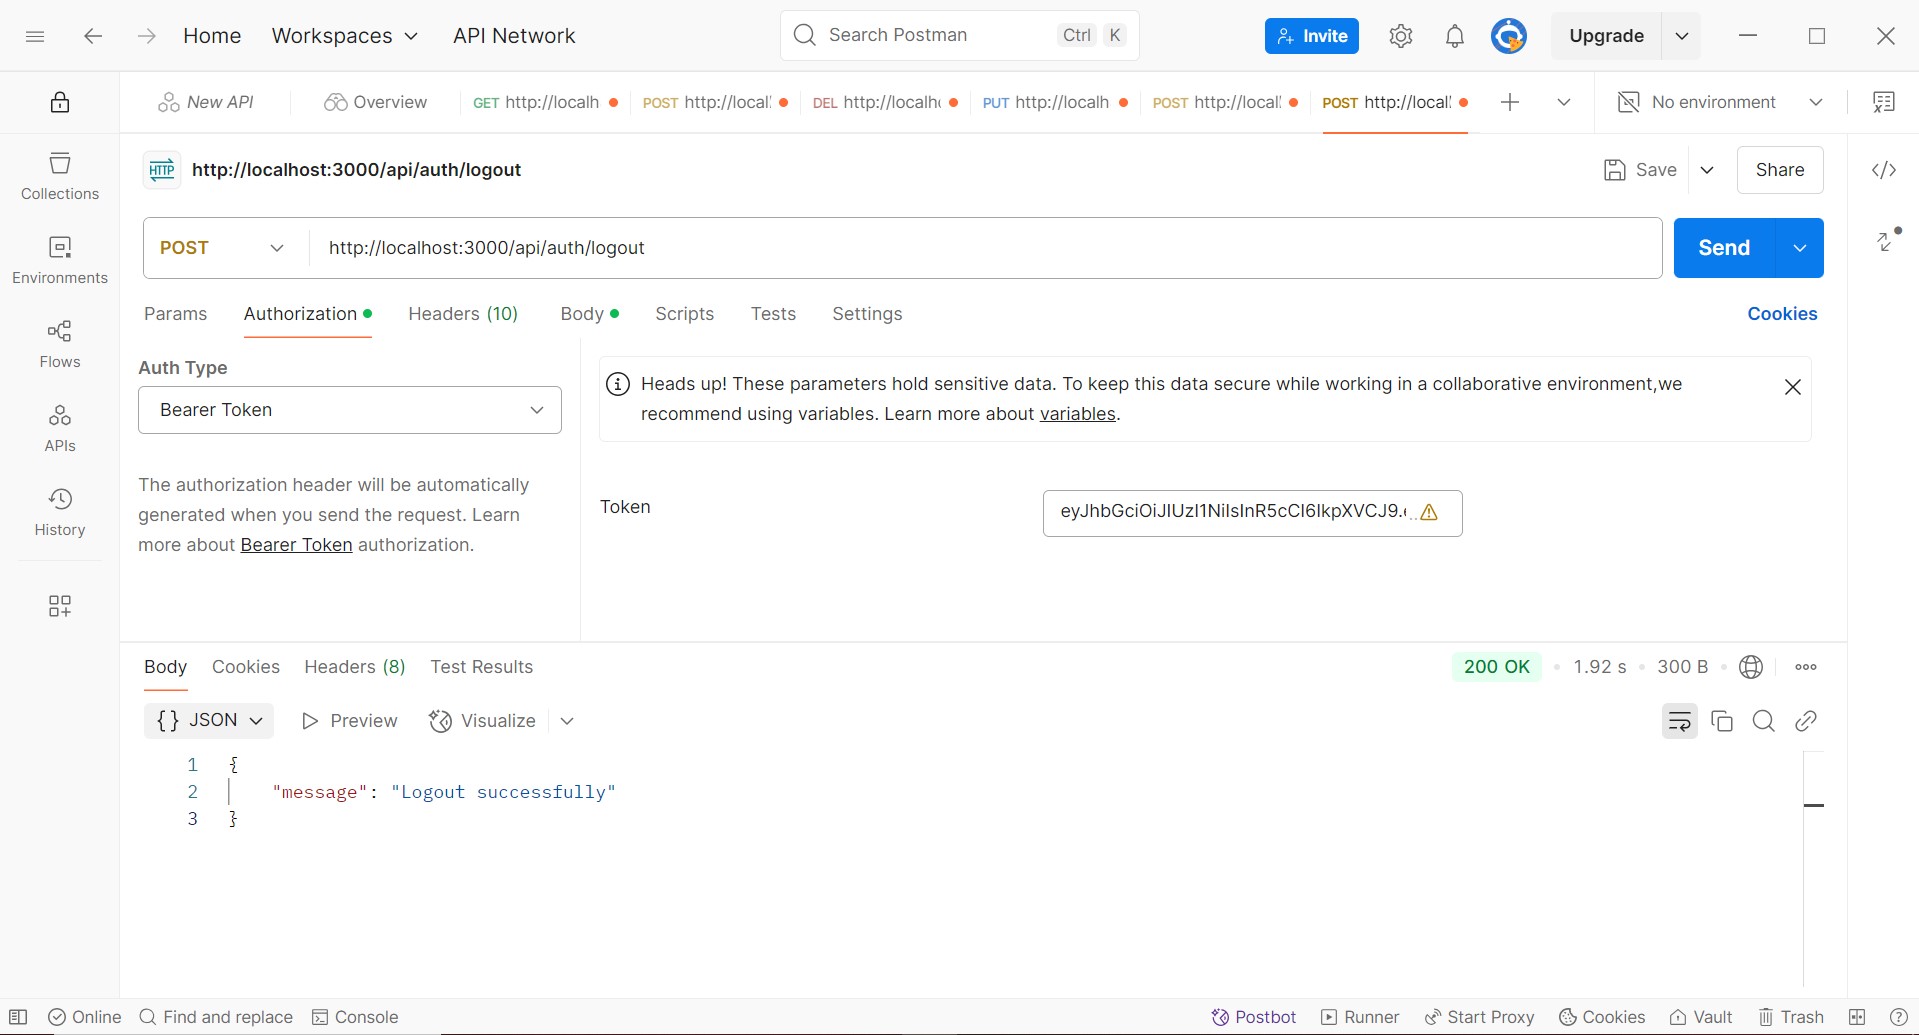 Home Workspaces API Network Search Postman Ctrl K Invite Upgrade
New API Overview GET http://localh POST http://local DEL http://localh PUT http://localh POST http://local POST http://local No environment
HTTP http://localhost:3000/api/auth/logout Save Share
POST http://localhost:3000/api/auth/logout Send
Params Authorization Headers (10) Body Scripts Tests Settings Cookies
Collections
Environments
Flows
APIs
History
Auth Type
Bearer Token
The authorization header will be automatically
generated when you send the request. Learn
more about Bearer Token authorization.
Heads up! These parameters hold sensitive data. To keep this data secure while working in a collaborative environment,we
recommend using variables. Learn more about variables.
Token eyJhbGciOiJIUzI1NiIsInR5cCI6IkpXVCJ9.
Body Cookies Headers (8) Test Results 200 OK • 1.92 s • 300 B •
{} JSON Preview Visualize
1 {
2 "message": "Logout successfully"
3 }
Online Find and replace Console Postbot Runner Start Proxy Cookies Vault Trash